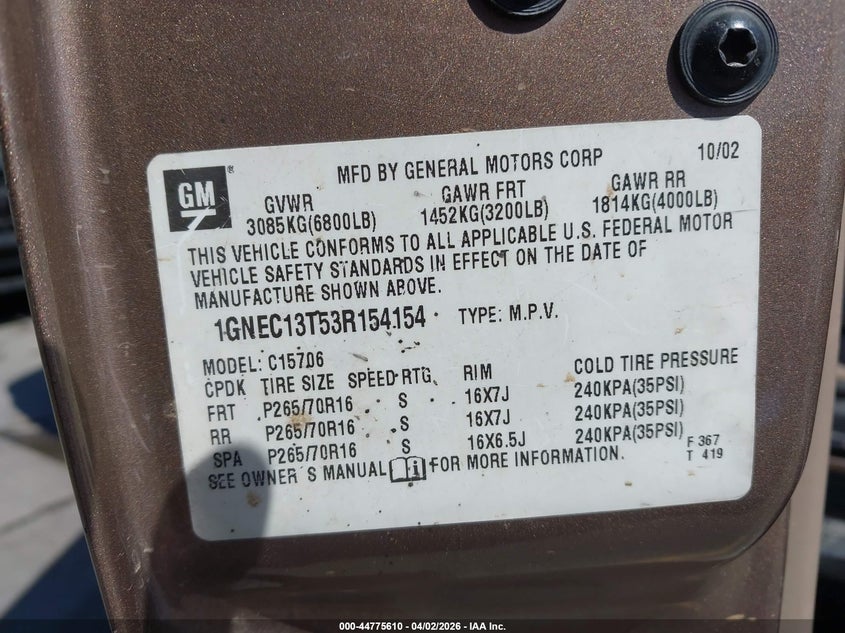 GM®
MFD BY GENERAL MOTORS CORP 10/02
GVWR GAWR FRT GAWR RR
3085KG(6800LB) 1452KG(3200LB) 1814KG(4000LB)
THIS VEHICLE CONFORMS TO ALL APPLICABLE U.S. FEDERAL MOTOR
VEHICLE SAFETY STANDARDS IN EFFECT ON THE DATE OF
MANUFACTURE SHOWN ABOVE.
1GNEC13T53R154154 TYPE: M.P.V.
MODEL: C15706
CPDK TIRE SIZE SPEED RTG RIM COLD TIRE PRESSURE
FRT P265/70R16 S 16X7J 240KPA(35PSI)
RR P265/70R16 S 16X7J 240KPA(35PSI)
SPA P265/70R16 S 16X6.5J 240KPA(35PSI)
SEE OWNER'S MANUAL FOR MORE INFORMATION.
F 367
T 419
000-44775610 - 04/02/2026 - IAA Inc.